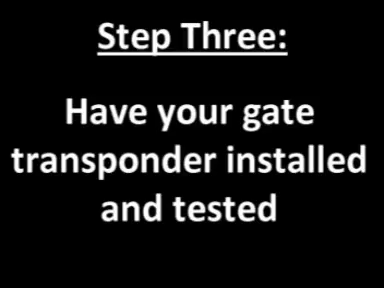 Step Three:
Have your gate
transponder installed
and tested